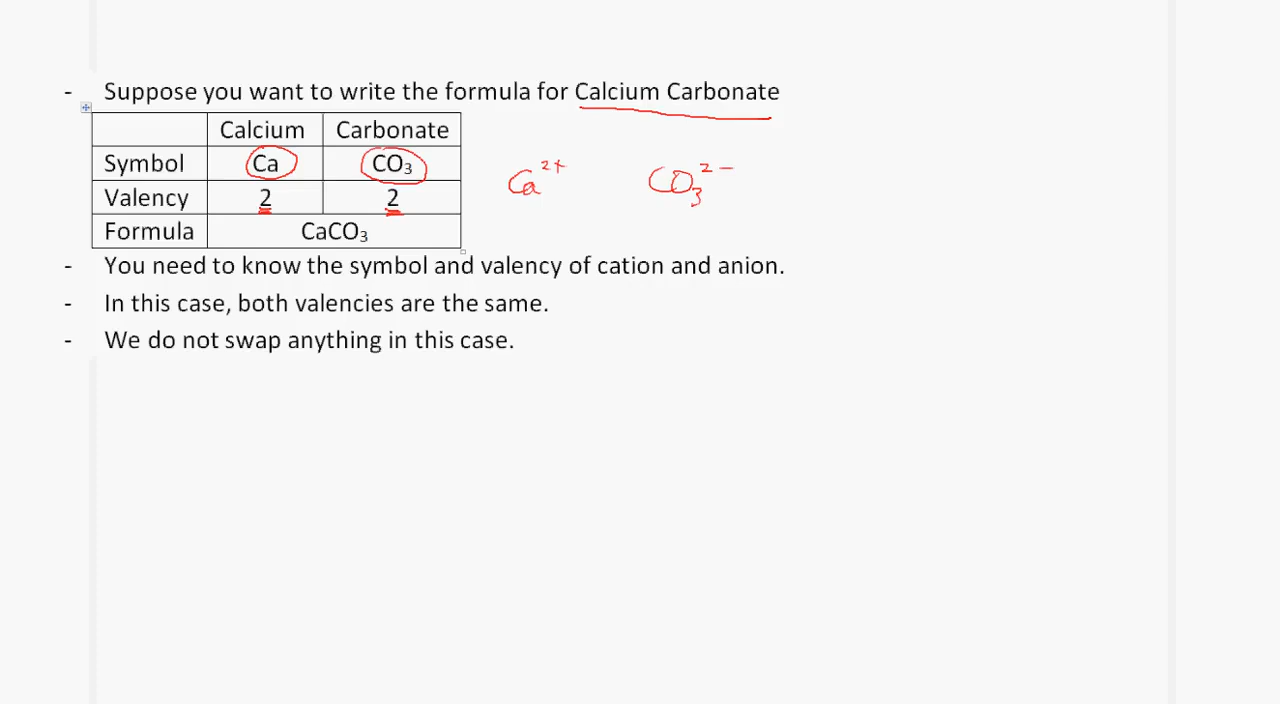 - Suppose you want to write the formula for Calcium Carbonate
Calcium Carbonate
Symbol Ca CO₃ Ca²⁺ CO₃²⁻
Valency 2 2
Formula CaCO₃
- You need to know the symbol and valency of cation and anion.
- In this case, both valencies are the same.
- We do not swap anything in this case.